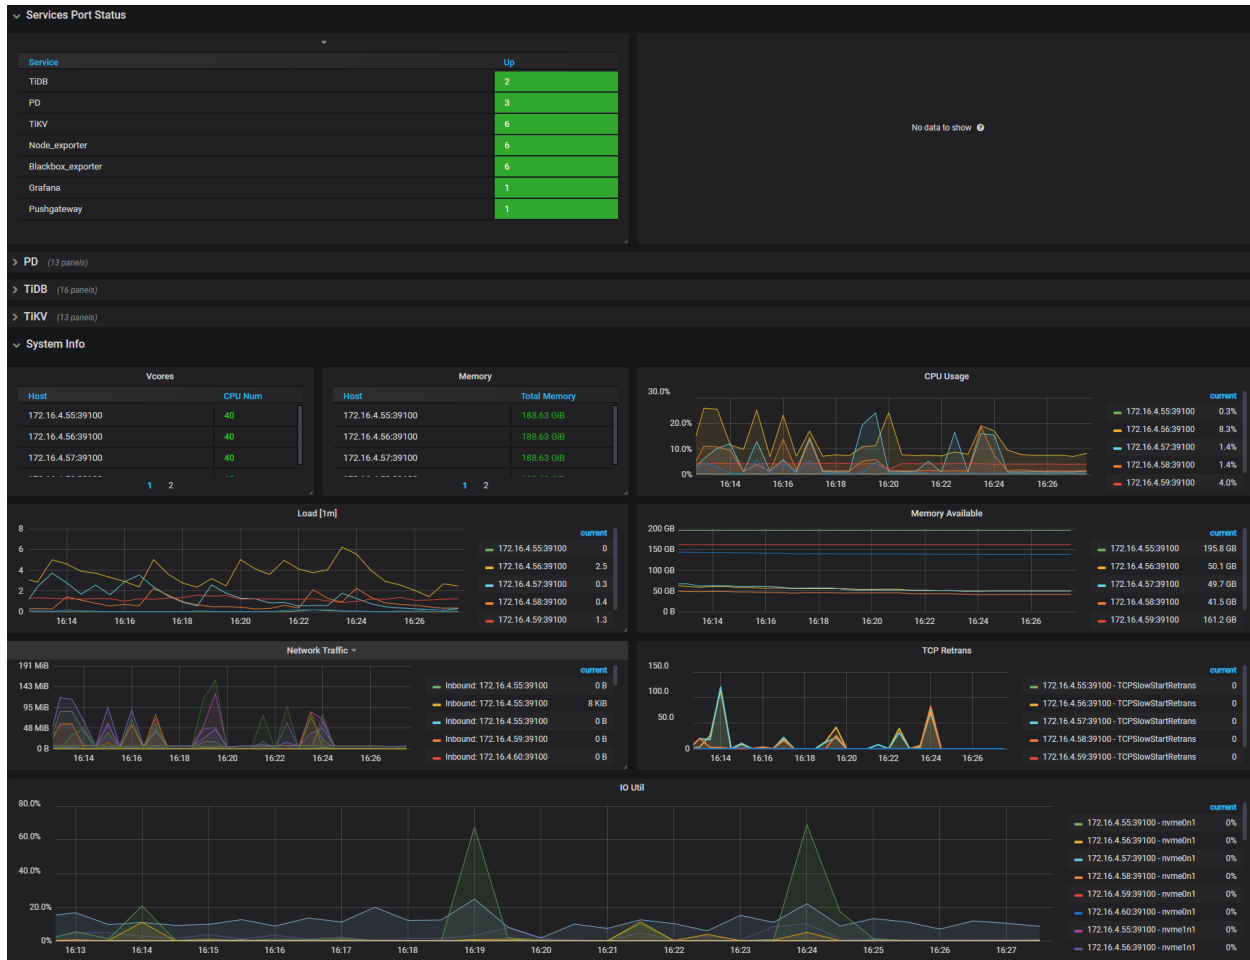 Services Port Status
Service Up
TiDB 2
PD 3
TiKV 6
Node_exporter 6
Blackbox_exporter 6
Grafana 1
Pushgateway 1
No data to show
PD (13 panels)
TiDB (16 panels)
TiKV (13 panels)
System Info
Vcores
Host CPU Num
172.16.4.55:39100 40
172.16.4.56:39100 40
172.16.4.57:39100 40
1 2
Memory
Host Total Memory
172.16.4.55:39100 188.63 GiB
172.16.4.56:39100 188.63 GiB
172.16.4.57:39100 188.63 GiB
1 2
CPU Usage
30.0%
20.0%
10.0%
0%
16:14 16:16 16:18 16:20 16:22 16:24 16:26
current
172.16.4.55:39100 0.3%
172.16.4.56:39100 8.3%
172.16.4.57:39100 1.4%
172.16.4.58:39100 1.4%
172.16.4.59:39100 4.0%
Load [1m]
8
6
4
2
0
16:14 16:16 16:18 16:20 16:22 16:24 16:26
current
172.16.4.55:39100 0
172.16.4.56:39100 2.5
172.16.4.57:39100 0.3
172.16.4.58:39100 0.4
172.16.4.59:39100 1.3
Memory Available
200 GB
150 GB
100 GB
50 GB
0 B
16:14 16:16 16:18 16:20 16:22 16:24 16:26
current
172.16.4.55:39100 195.8 GB
172.16.4.56:39100 50.1 GB
172.16.4.57:39100 49.7 GB
172.16.4.58:39100 41.5 GB
172.16.4.59:39100 161.2 GB
Network Traffic
191 MiB
143 MiB
95 MiB
48 MiB
0 B
16:14 16:16 16:18 16:20 16:22 16:24 16:26
current
Inbound: 172.16.4.55:39100 0 B
Inbound: 172.16.4.55:39100 8 KiB
Inbound: 172.16.4.55:39100 0 B
Inbound: 172.16.4.59:39100 0 B
Inbound: 172.16.4.60:39100 0 B
TCP Retrans
150.0
100.0
50.0
0
16:14 16:16 16:18 16:20 16:22 16:24 16:26
current
172.16.4.55:39100 - TCPSlowStartRetrans 0
172.16.4.56:39100 - TCPSlowStartRetrans 0
172.16.4.57:39100 - TCPSlowStartRetrans 0
172.16.4.58:39100 - TCPSlowStartRetrans 0
172.16.4.59:39100 - TCPSlowStartRetrans 0
IO Util
80.0%
60.0%
40.0%
20.0%
0%
16:13 16:14 16:15 16:16 16:17 16:18 16:19 16:20 16:21 16:22 16:23 16:24 16:25 16:26 16:27
current
172.16.4.55:39100 - nvme0n1 0%
172.16.4.56:39100 - nvme0n1 0%
172.16.4.57:39100 - nvme0n1 0%
172.16.4.58:39100 - nvme0n1 0%
172.16.4.59:39100 - nvme0n1 0%
172.16.4.60:39100 - nvme0n1 0%
172.16.4.55:39100 - nvme1n1 0%
172.16.4.56:39100 - nvme1n1 0%